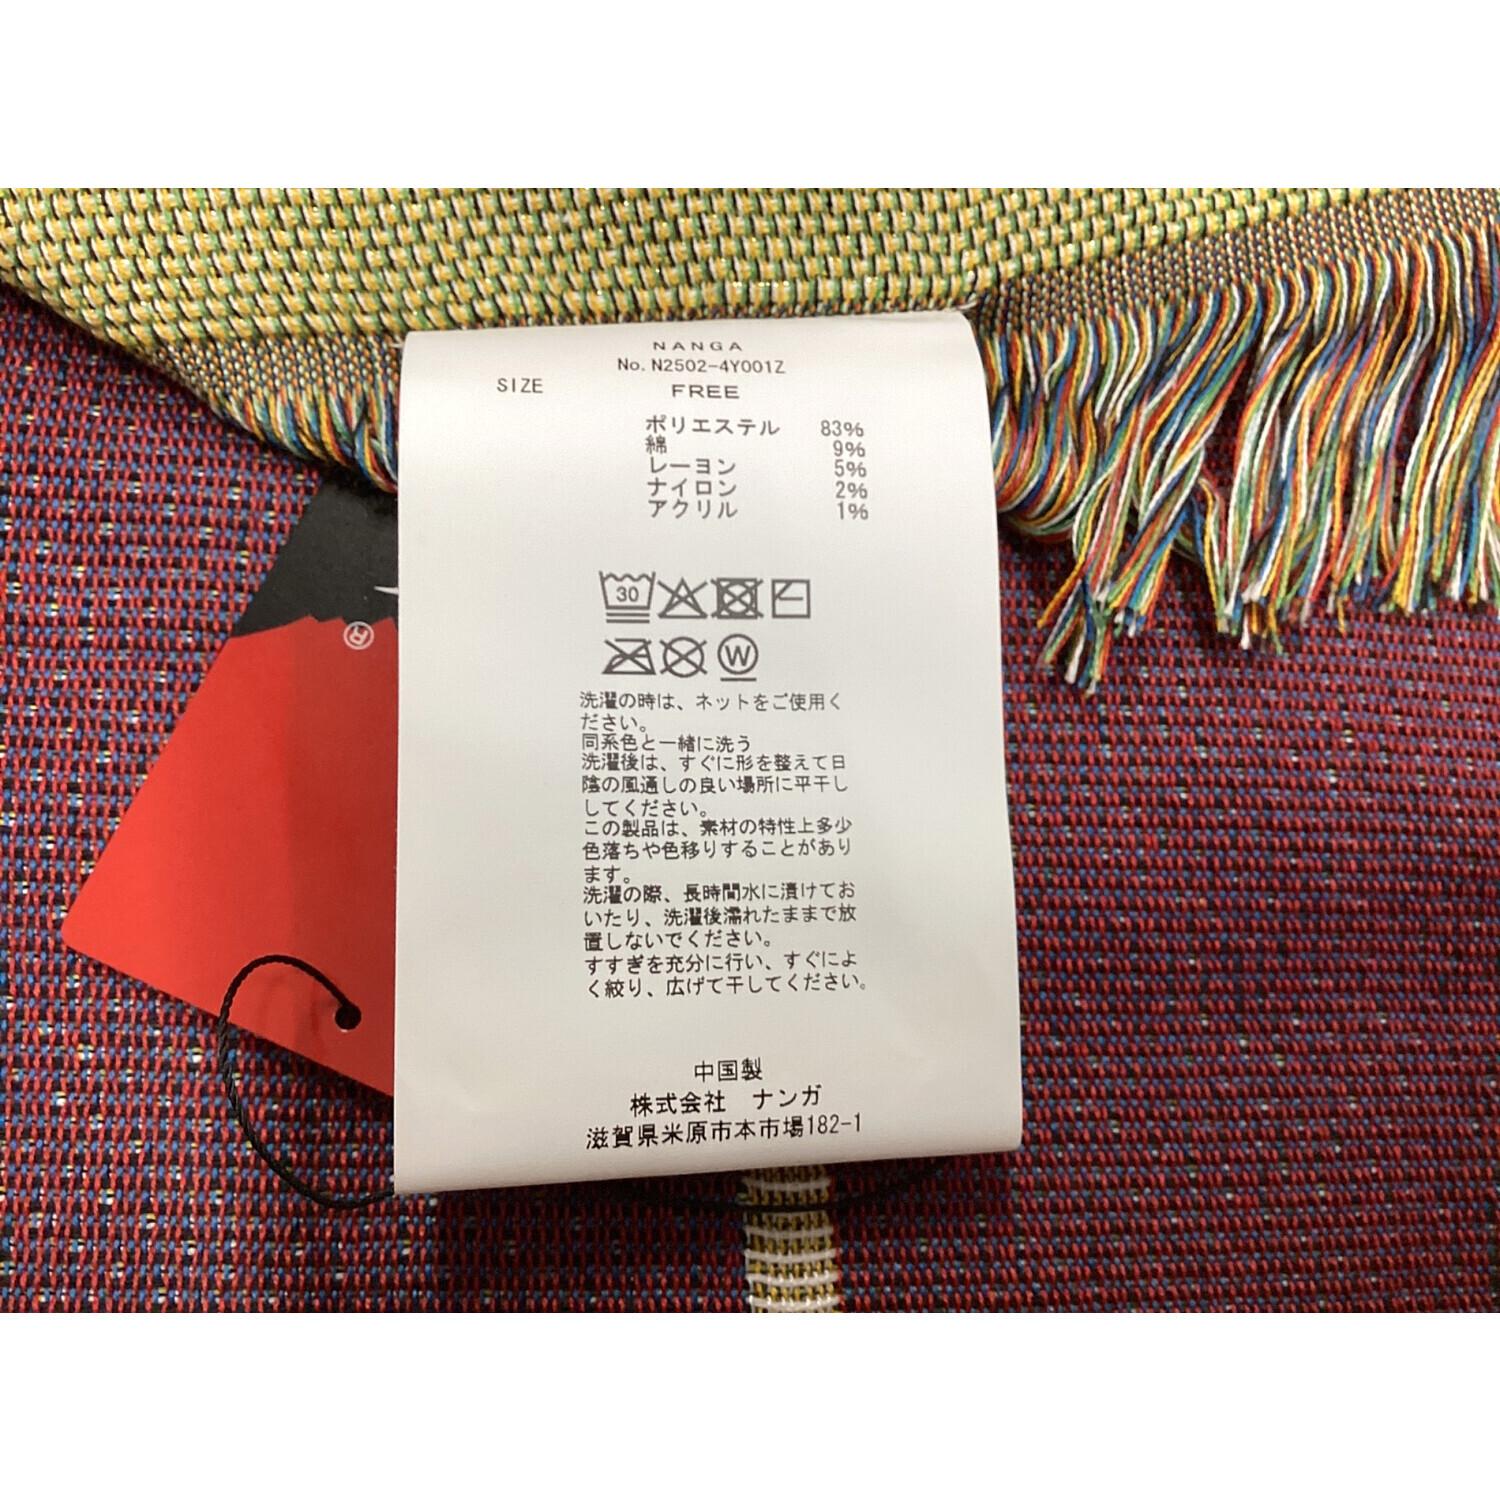 NANGA
No. N2502-4Y001Z
SIZE FREE
ポリエステル 83%
綿 9%
レーヨン 5%
ナイロン 2%
アクリル 1%
30
W
洗濯の時は、ネットをご使用く
ださい。
同系色と一緒に洗う
洗濯後は、すぐに形を整えて日
陰の風通しの良い場所に平干し
してください。
この製品は、素材の特性上多少
色落ちや色移りすることがあり
ます。
洗濯の際、長時間水に漬けてお
いたり、洗濯後濡れたままで放
置しないでください。
すすぎを充分に行い、すぐによ
く絞り、広げて干してください。
中国製
株式会社 ナンガ
滋賀県米原市本市場182-1
®